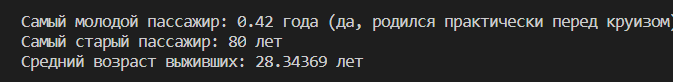 Самый молодой пассажир: 0.42 года (да, родился практически перед круизом)
Самый старый пассажир: 80 лет
Средний возраст выживших: 28.34369 лет